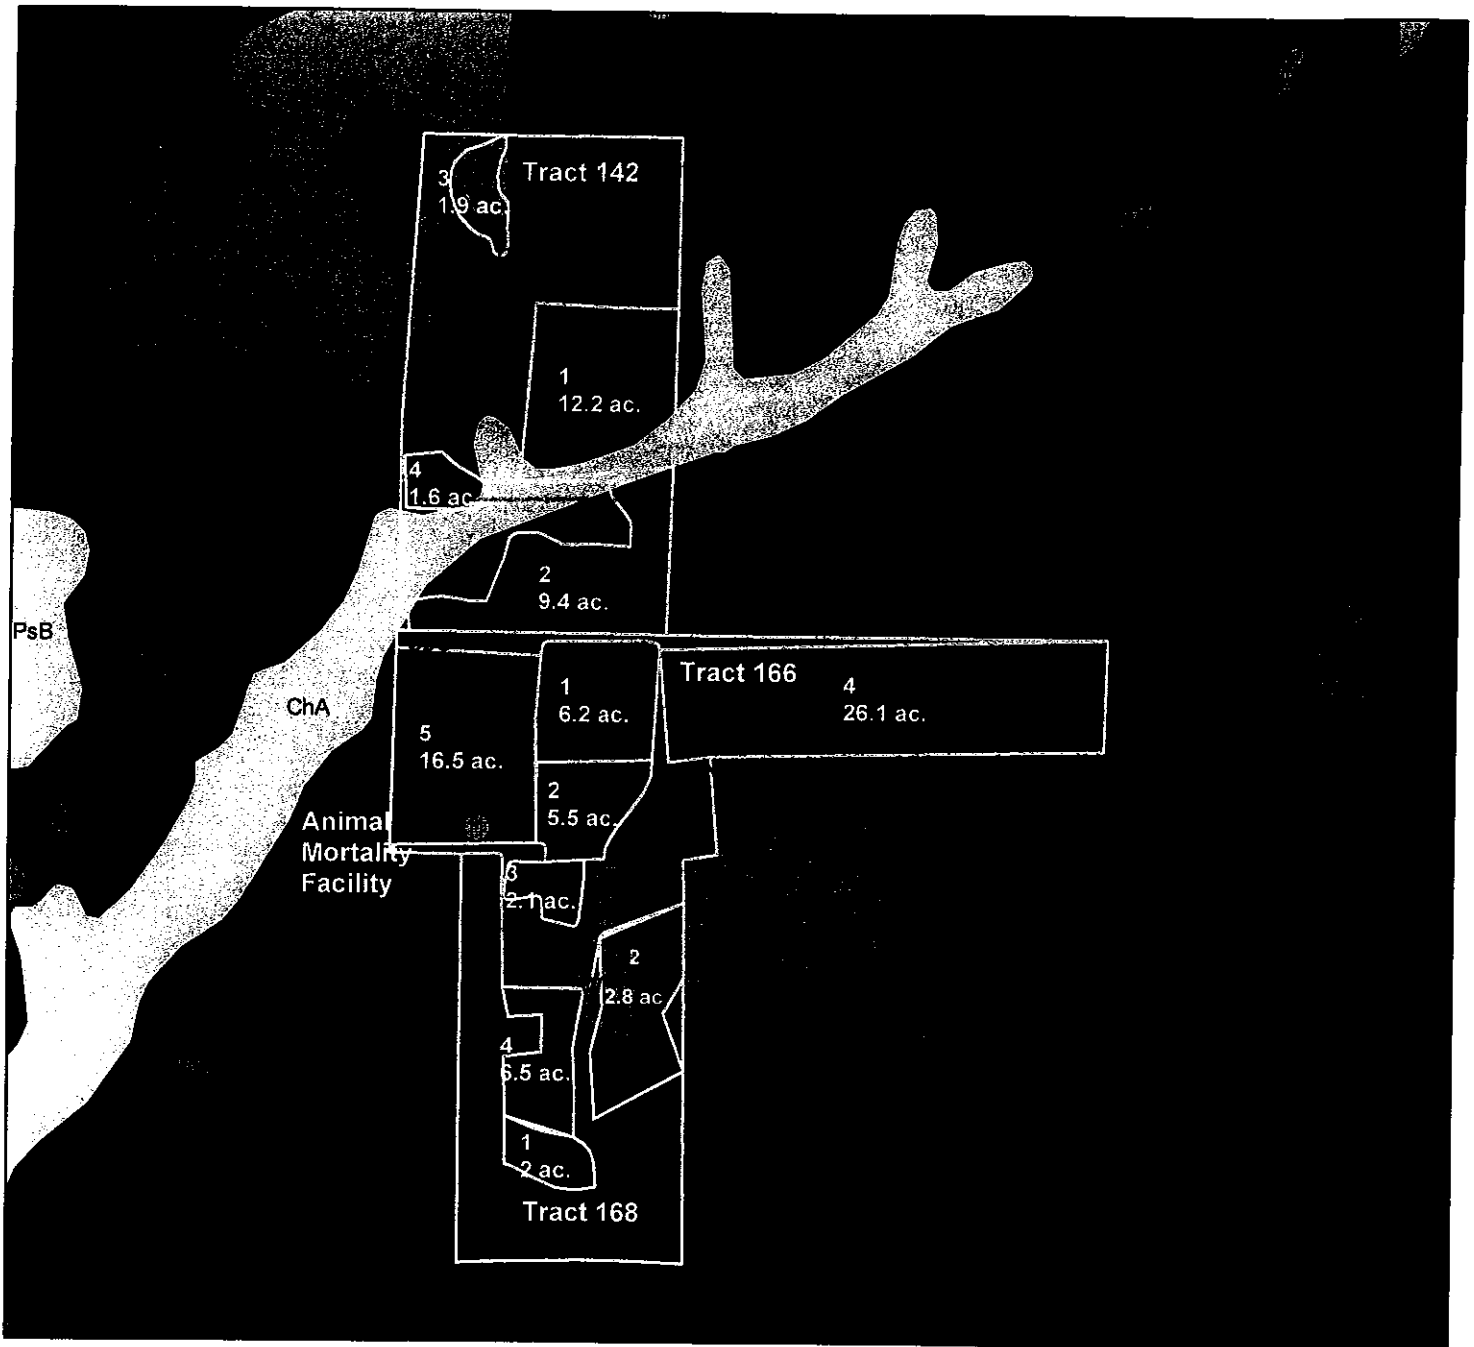 3
1.9 ac.
Tract 142
1
12.2 ac.
4
1.6 ac
2
9.4 ac.
PsB
ChA
Tract 166
1
6.2 ac.
4
26.1 ac.
5
16.5 ac.
2
5.5 ac.
Animal
Mortality
Facility
3
2.1 ac.
2
2.8 ac
4
6.5 ac.
1
2 ac.
Tract 168